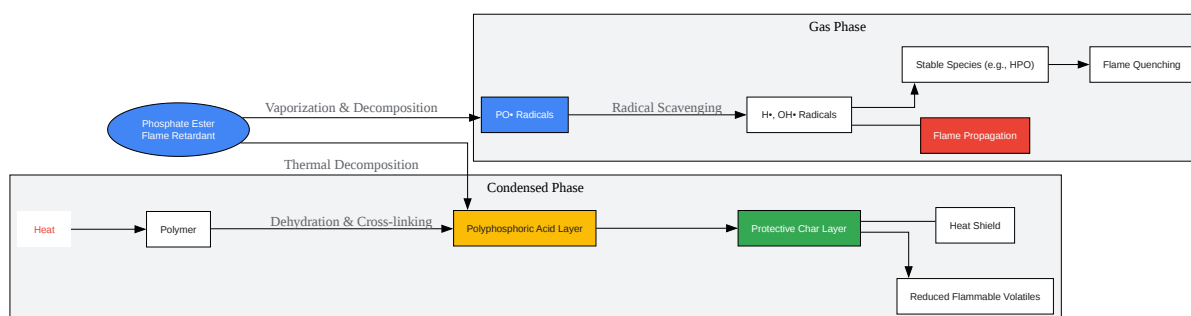 Gas Phase
Stable Species (e.g., HPO)
Flame Quenching
Vaporization & Decomposition
PO• Radicals
Radical Scavenging
H•, OH• Radicals
Phosphate Ester
Flame Retardant
Flame Propagation
Thermal Decomposition
Condensed Phase
Heat
Polymer
Dehydration & Cross-linking
Polyphosphoric Acid Layer
Protective Char Layer
Heat Shield
Reduced Flammable Volatiles